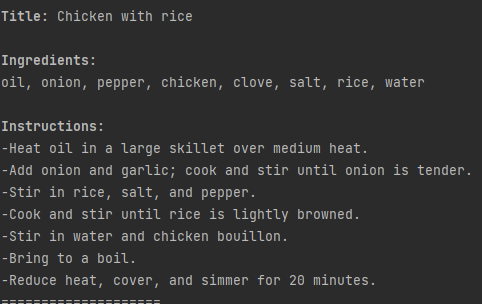 Title: Chicken with rice
Ingredients:
oil, onion, pepper, chicken, clove, salt, rice, water
Instructions:
-Heat oil in a large skillet over medium heat.
-Add onion and garlic; cook and stir until onion is tender.
-Stir in rice, salt, and pepper.
-Cook and stir until rice is lightly browned.
-Stir in water and chicken bouillon.
-Bring to a boil.
-Reduce heat, cover, and simmer for 20 minutes.
====================